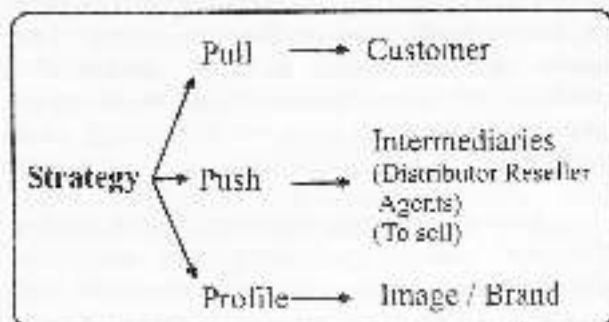 Pull Customer
Intermediaries
Strategy Push (Distributor Reseller
Agents)
(To sell)
Profile Image / Brand